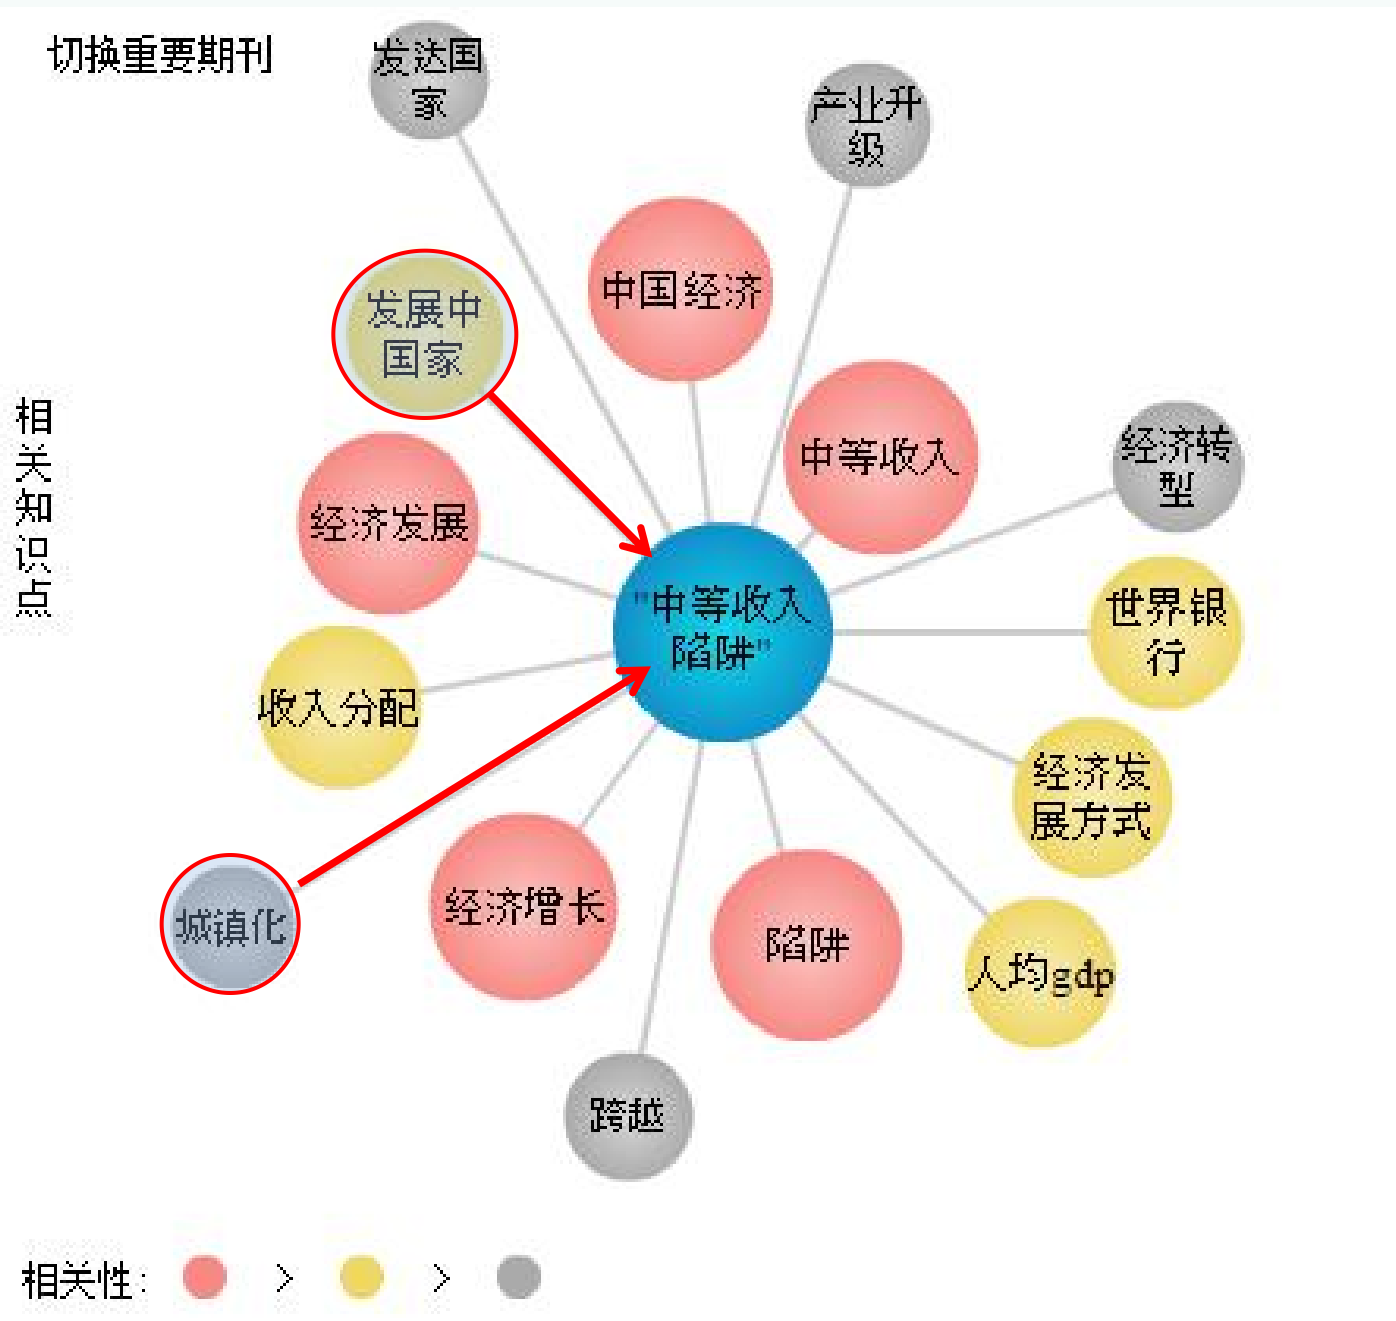 切换重要期刊
发达国
家
产业升
级
中国经济
发展中
国家
相
关
知
识
点
中等收入
经济转
型
经济发展
"中等收入
陷阱"
世界银
行
收入分配
经济发
展方式
城镇化
经济增长
陷阱
人均gdp
跨越
相关性: > >